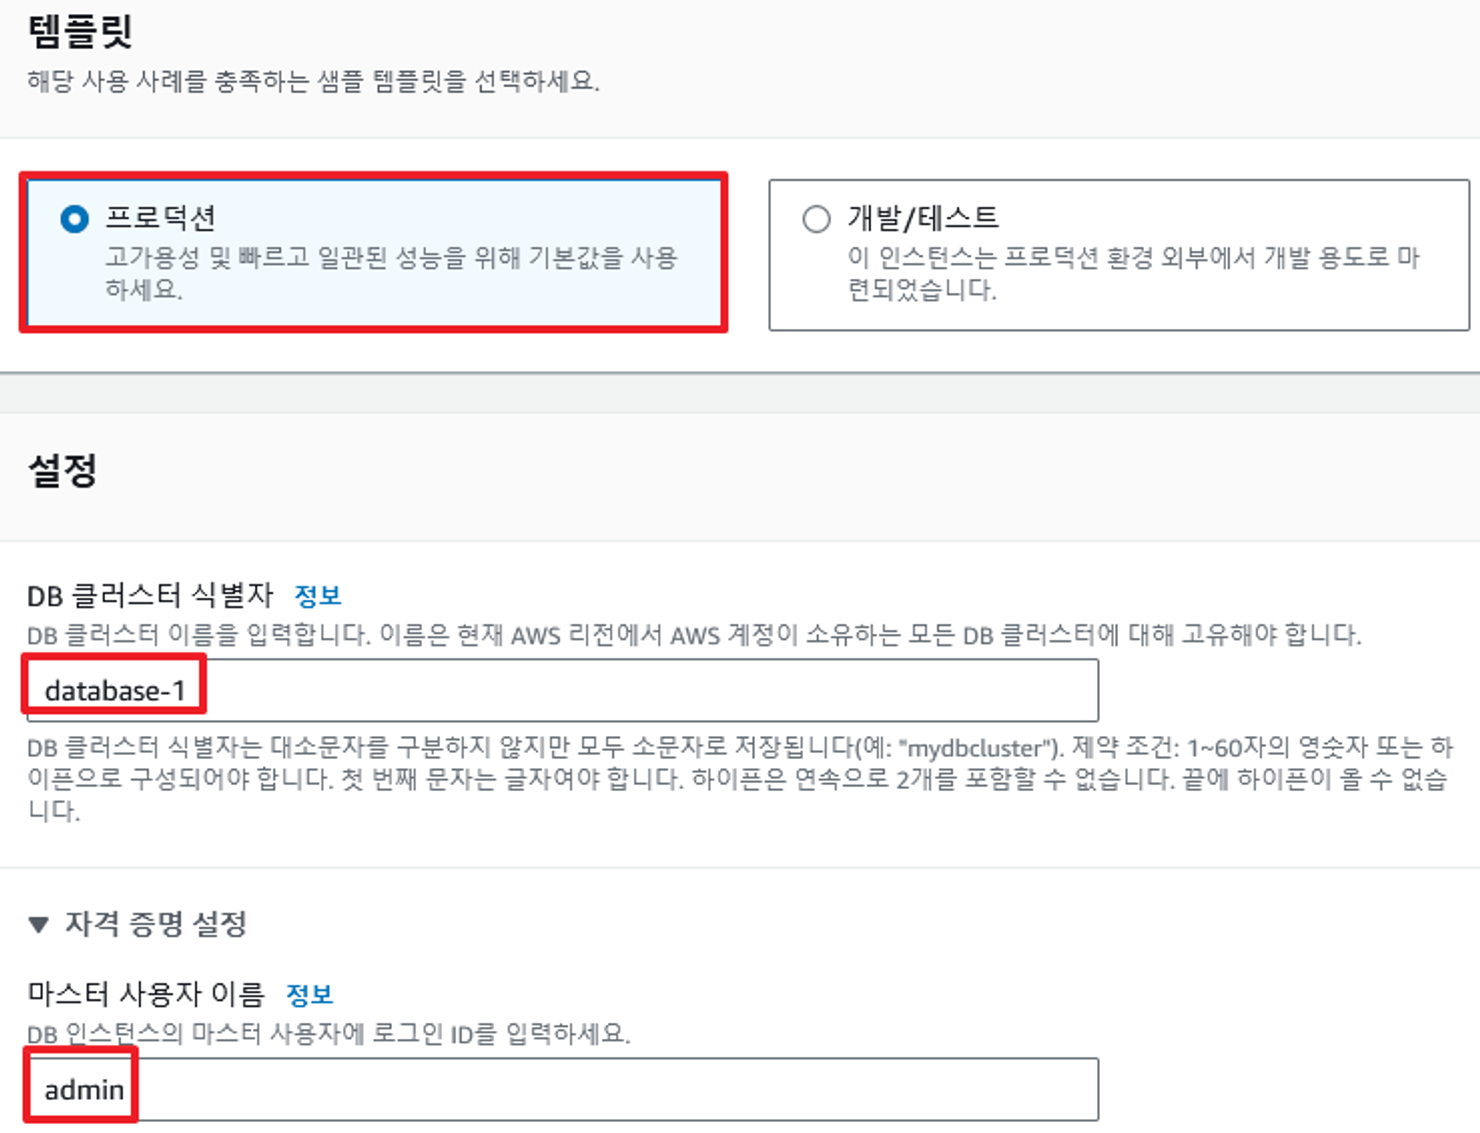 템플릿
해당 사용 사례를 충족하는 샘플 템플릿을 선택하세요.
프로덕션
고가용성 및 빠르고 일관된 성능을 위해 기본값을 사용
하세요.
개발/테스트
이 인스턴스는 프로덕션 환경 외부에서 개발 용도로 마
련되었습니다.
설정
DB 클러스터 식별자 정보
DB 클러스터 이름을 입력합니다. 이름은 현재 AWS 리전에서 AWS 계정이 소유하는 모든 DB 클러스터에 대해 고유해야 합니다.
database-1
DB 클러스터 식별자는 대소문자를 구분하지 않지만 모두 소문자로 저장됩니다(예: "mydbcluster"). 제약 조건: 1~60자의 영숫자 또는 하
이픈으로 구성되어야 합니다. 첫 번째 문자는 글자여야 합니다. 하이픈은 연속으로 2개를 포함할 수 없습니다. 끝에 하이픈이 올 수 없습
니다.
▼ 자격 증명 설정
마스터 사용자 이름 정보
DB 인스턴스의 마스터 사용자에 로그인 ID를 입력하세요.
admin